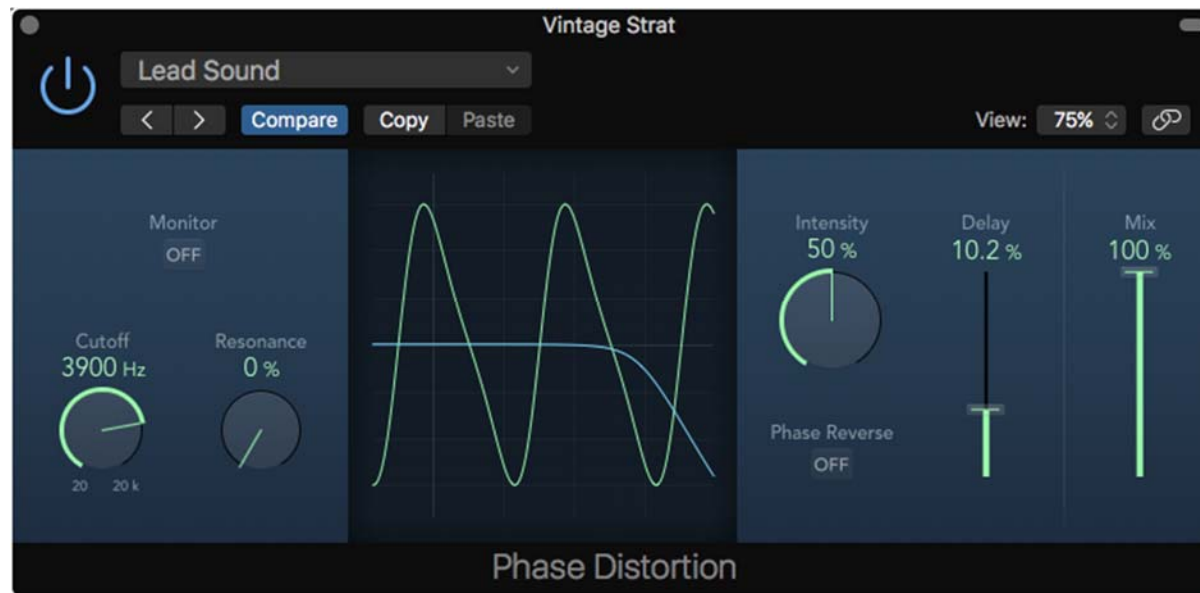 Vintage Strat
Lead Sound
Compare Copy Paste View: 75%
Monitor
OFF
Cutoff Resonance
3900 Hz 0 %
20 20 k
Intensity Delay Mix
50 % 10.2 % 100 %
Phase Reverse
OFF
Phase Distortion